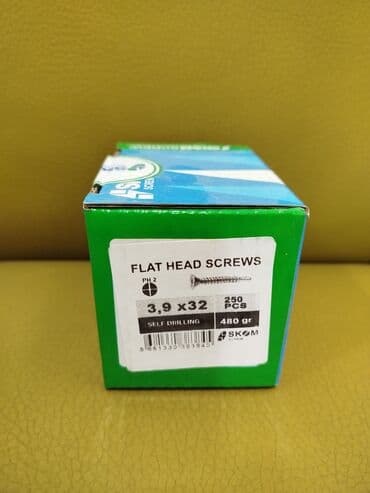 FLAT HEAD SCREWS
PH 2
3,9 x32
250 PCS
SELF DRILLING
480 gr
SKOM